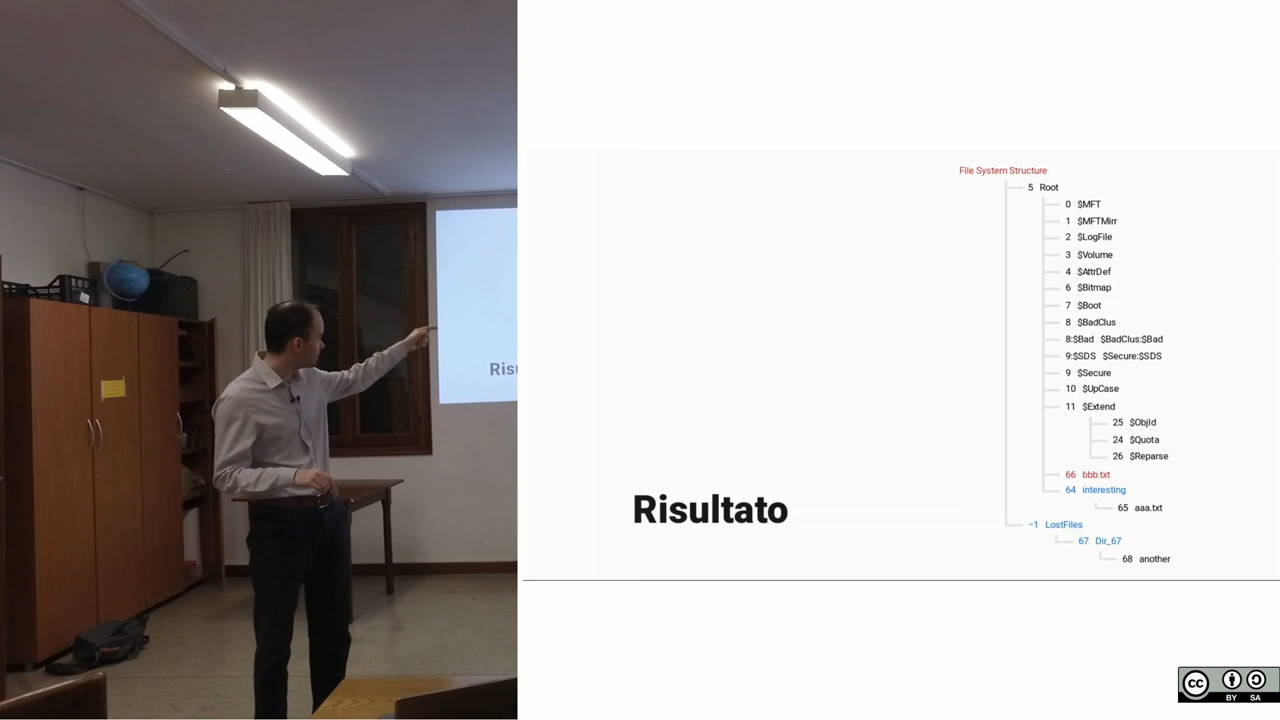 Risu
File System Structure
5 Root
0 $MFT
1 $MFTMirr
2 $LogFile
3 $Volume
4 $AttrDef
6 $Bitmap
7 $Boot
8 $BadClus
8:$Bad $BadClus:$Bad
9:$SDS $Secure:$SDS
9 $Secure
10 $UpCase
11 $Extend
25 $ObjId
24 $Quota
26 $Reparse
66 bbb.txt
64 interesting
65 aaa.txt
-1 LostFiles
67 Dir_67
68 another
Risultato
cc
BY SA